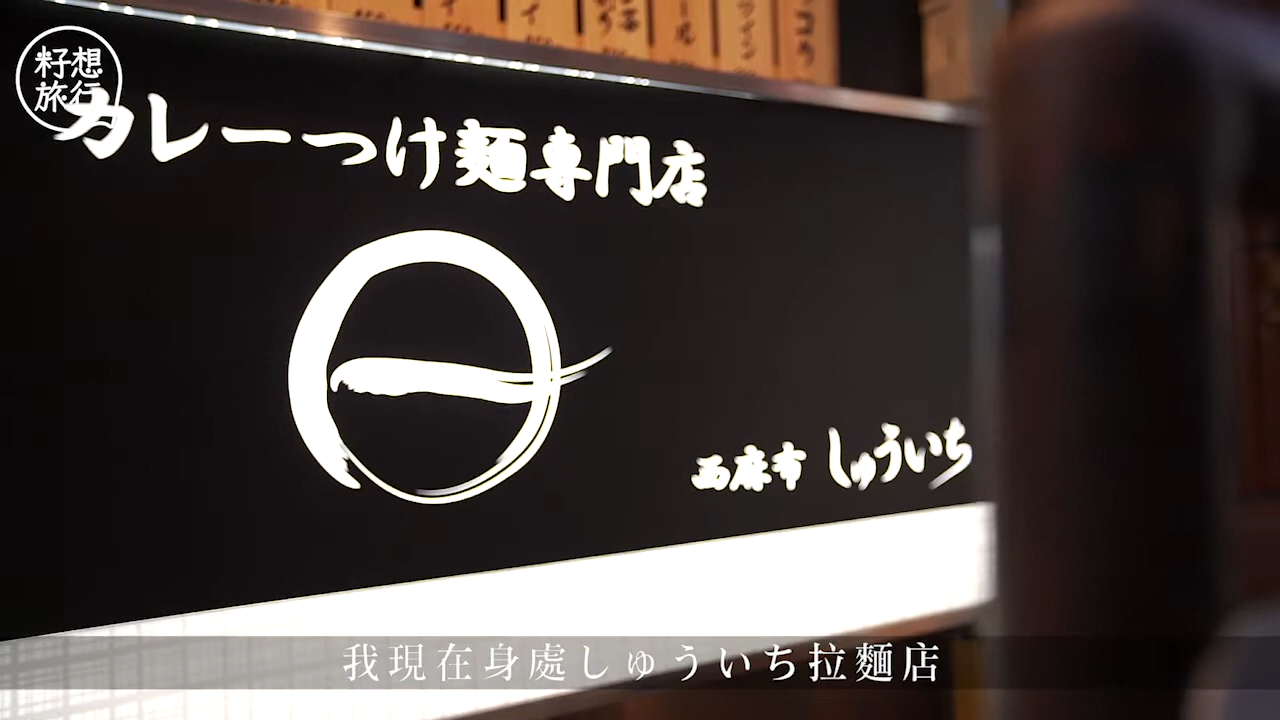 籽想
旅行
カレーつけ麺専門店
西麻布 しゅういち
我現在身處しゅういち拉麵店